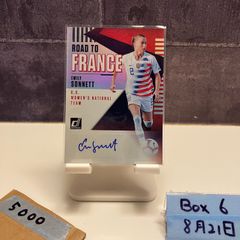 ROAD TO
FRANCE
EMILY
SONNETT
U.S.
WOMEN'S NATIONAL
TEAM
5000
Box 6
8月21日